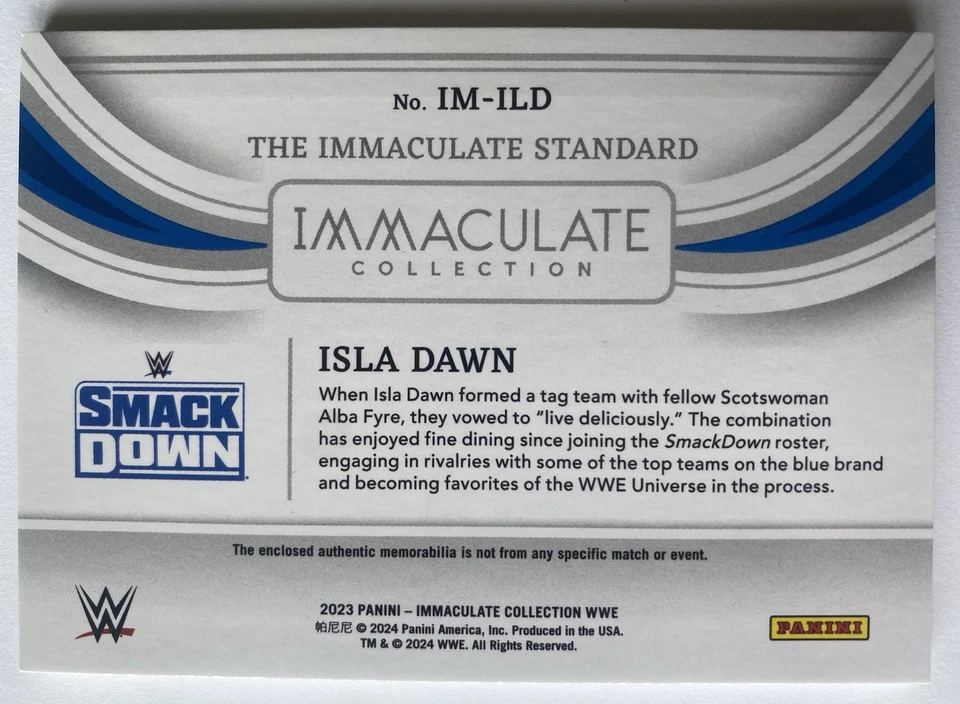 No. IM-ILD
THE IMMACULATE STANDARD
IMMACULATE
COLLECTION
ISLA DAWN
When Isla Dawn formed a tag team with fellow Scotswoman
Alba Fyre, they vowed to “live deliciously.” The combination
has enjoyed fine dining since joining the SmackDown roster,
engaging in rivalries with some of the top teams on the blue brand
and becoming favorites of the WWE Universe in the process.
W
SMACK
DOWN
The enclosed authentic memorabilia is not from any specific match or event.
W
2023 PANINI – IMMACULATE COLLECTION WWE
帕尼尼 © 2024 Panini America, Inc. Produced in the USA.
TM & © 2024 WWE. All Rights Reserved.
PANINI